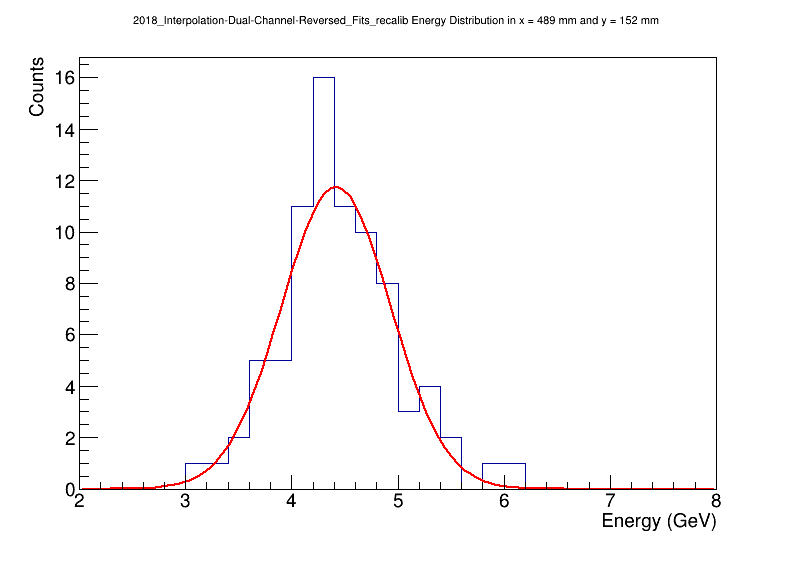 2018_Interpolation-Dual-Channel-Reversed_Fits_recalib Energy Distribution in x = 489 mm and y = 152 mm
Counts
16
14
12
10
8
6
4
2
0
2 3 4 5 6 7 8
Energy (GeV)